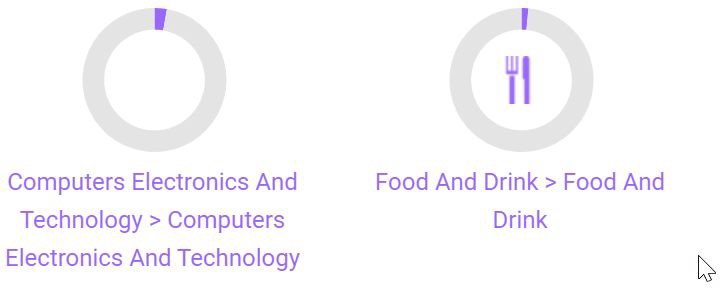 Computers Electronics And
Technology > Computers
Electronics And Technology
Food And Drink > Food And
Drink